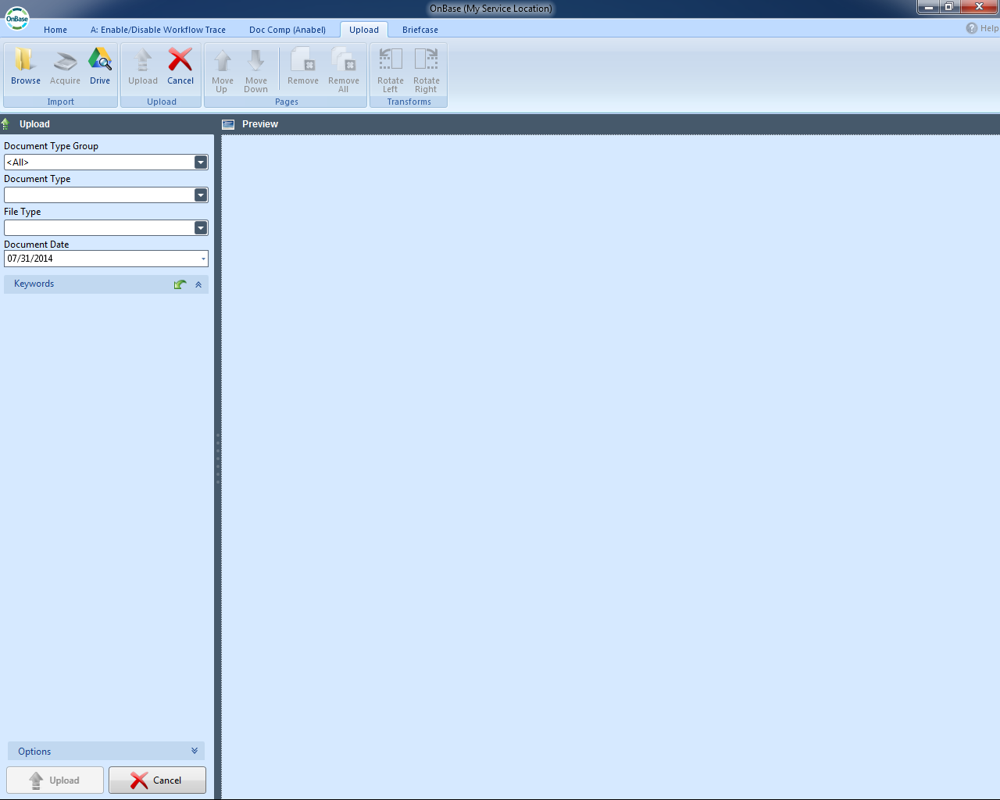 OnBase (My Service Location)
OnBase
Home
A: Enable/Disable Workflow Trace
Doc Comp (Anabel)
Upload
Briefcase
Help
Browse
Acquire
Drive
Upload
Cancel
Move Up
Move Down
Remove
Remove All
Rotate Left
Rotate Right
Import
Upload
Pages
Transforms
Upload
Preview
Document Type Group
<All>
Document Type
File Type
Document Date
07/31/2014
Keywords
Options
Upload
Cancel